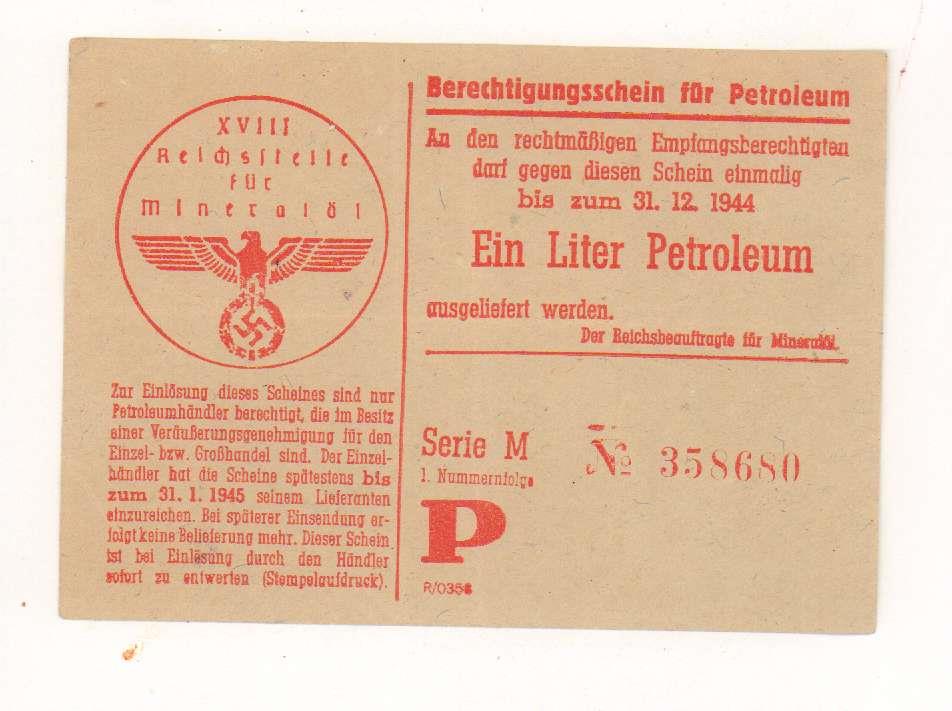 XVIII
Reichsstelle
für
Mineralöl
Zur Einlösung dieses Scheines sind nur
Petroleumhändler berechtigt, die im Besitz
einer Veräußerungsgenehmigung für den
Einzel- bzw. Großhandel sind. Der Einzel-
händler hat die Scheine spätestens bis
zum 31. 1. 1945 seinem Lieferanten
einzureichen. Bei späterer Einsendung er-
folgt keine Belieferung mehr. Dieser Schein
ist bei Einlösung durch den Händler
sofort zu entwerten (Stempelaufdruck).
Berechtigungsschein für Petroleum
An den rechtmäßigen Empfangsberechtigten
darf gegen diesen Schein einmalig
bis zum 31. 12. 1944
Ein Liter Petroleum
ausgeliefert werden.
Der Reichsbeauftragte für Mineralöl.
Serie M № 358680
1. Nummernfolge
P